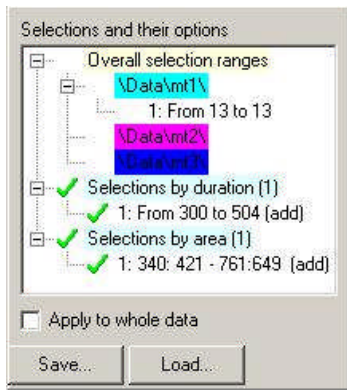 Selections and their options
Overall selection ranges
\Data\mt1\
1: From 13 to 13
\Data\mt2\
\Data\mt3\
Selections by duration (1)
1: From 300 to 504 (add)
Selections by area (1)
1: 340: 421 - 761:649 (add)
Apply to whole data
Save...
Load...